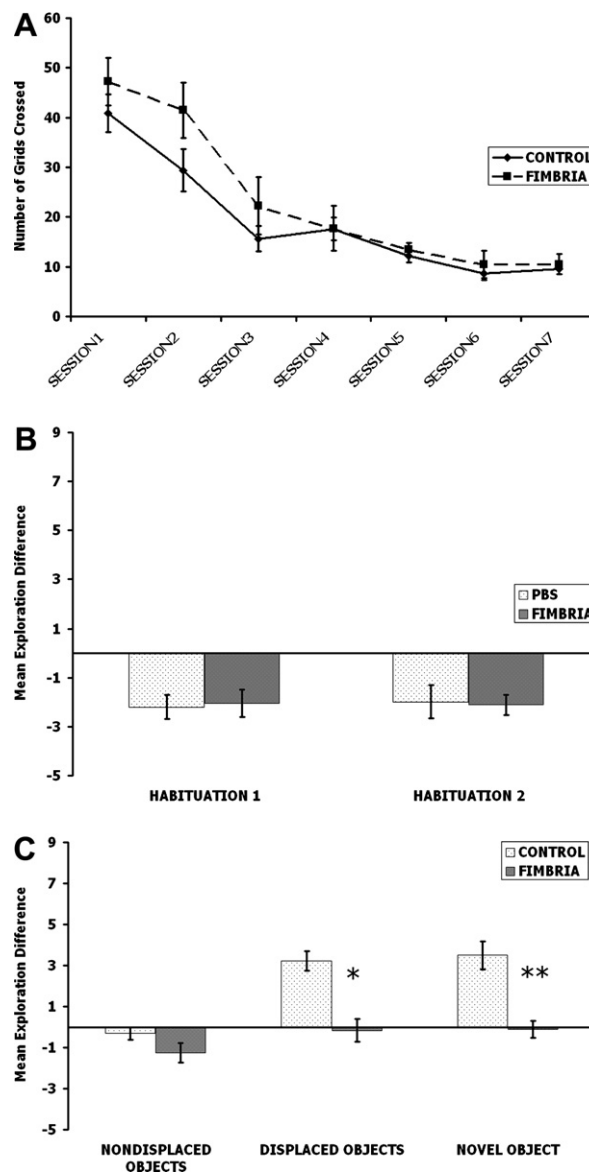 A
60
50
40
30
20
10
0
Number of Grids Crossed
CONTROL
FIMBRIA
SESSION1
SESSION2
SESSION3
SESSION4
SESSION5
SESSION6
SESSION7
B
9
7
5
3
1
-1
-3
-5
Mean Exploration Difference
PBS
FIMBRIA
HABITUATION 1
HABITUATION 2
C
9
7
5
3
1
-1
-3
-5
Mean Exploration Difference
CONTROL
FIMBRIA
*
**
NONDISPLACED
OBJECTS
DISPLACED OBJECTS
NOVEL OBJECT